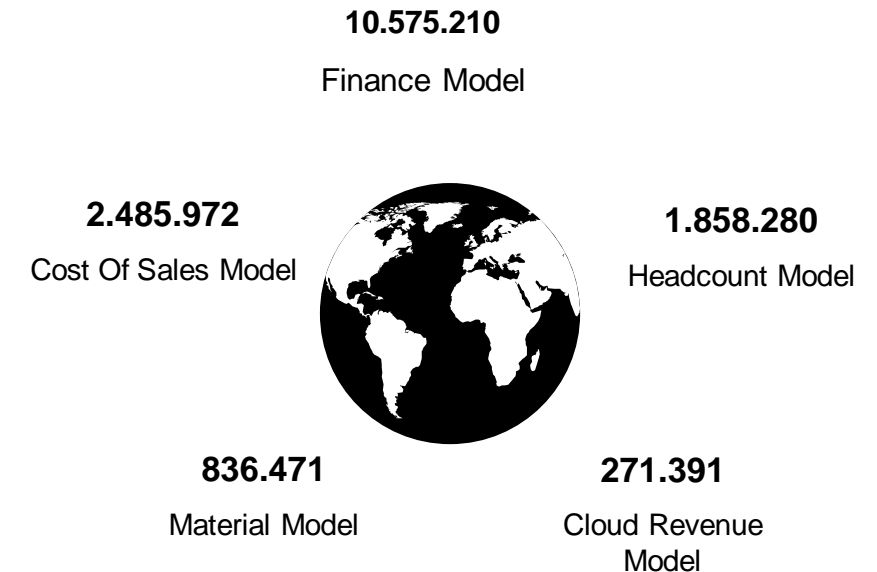 10.575.210
Finance Model
2.485.972
Cost Of Sales Model
1.858.280
Headcount Model
836.471
Material Model
271.391
Cloud Revenue
Model